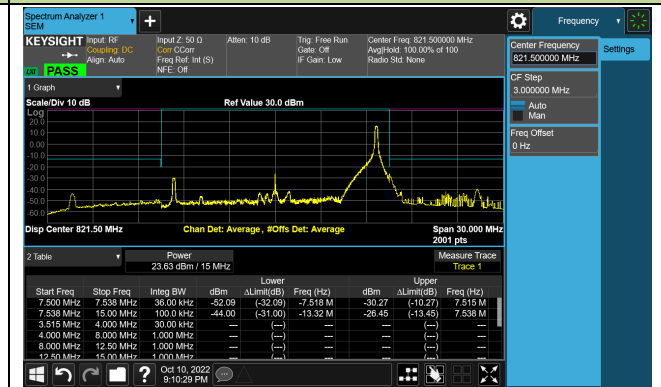 Spectrum Analyzer 1
SEM
+
Frequency
KEYSIGHT
Input: RF
Coupling: DC
Align: Auto
Input Z: 50 Ω
Corr CCorr
Freq Ref: Int (S)
NFE: Off
Atten: 10 dB
Trig: Free Run
Gate: Off
IF Gain: Low
Center Freq: 821.500000 MHz
Avg|Hold: 100.00% of 100
Radio Std: None
PASS
Center Frequency
821.500000 MHz
Settings
CF Step
3.000000 MHz
Auto
Man
Freq Offset
0 Hz
1 Graph
Scale/Div 10 dB
Ref Value 30.0 dBm
Log
20.0
10.0
0.00
-10.0
-20.0
-30.0
-40.0
-50.0
-60.0
Disp Center 821.50 MHz
Chan Det: Average, #Offs Det: Average
Span 30.000 MHz
2001 pts
2 Table
Power
23.63 dBm / 15 MHz
Measure Trace
Trace 1
Lower Upper
Start Freq Stop Freq Integ BW dBm ΔLimit(dB) Freq (Hz) dBm ΔLimit(dB) Freq (Hz)
7.500 MHz 7.538 MHz 36.00 kHz -52.09 (-32.09) -7.518 M -30.27 (-10.27) 7.515 M
7.538 MHz 15.00 MHz 100.0 kHz -44.00 (-31.00) -13.32 M -26.45 (-13.45) 7.538 M
3.515 MHz 4.000 MHz 30.00 kHz --- (---) --- (---)
4.000 MHz 8.000 MHz 1.000 MHz --- (---) --- (---)
8.000 MHz 12.50 MHz 1.000 MHz --- (---) --- (---)
12.50 MHz 15.00 MHz 1.000 MHz --- (---) --- (---)
?
Oct 10, 2022
9:10:29 PM